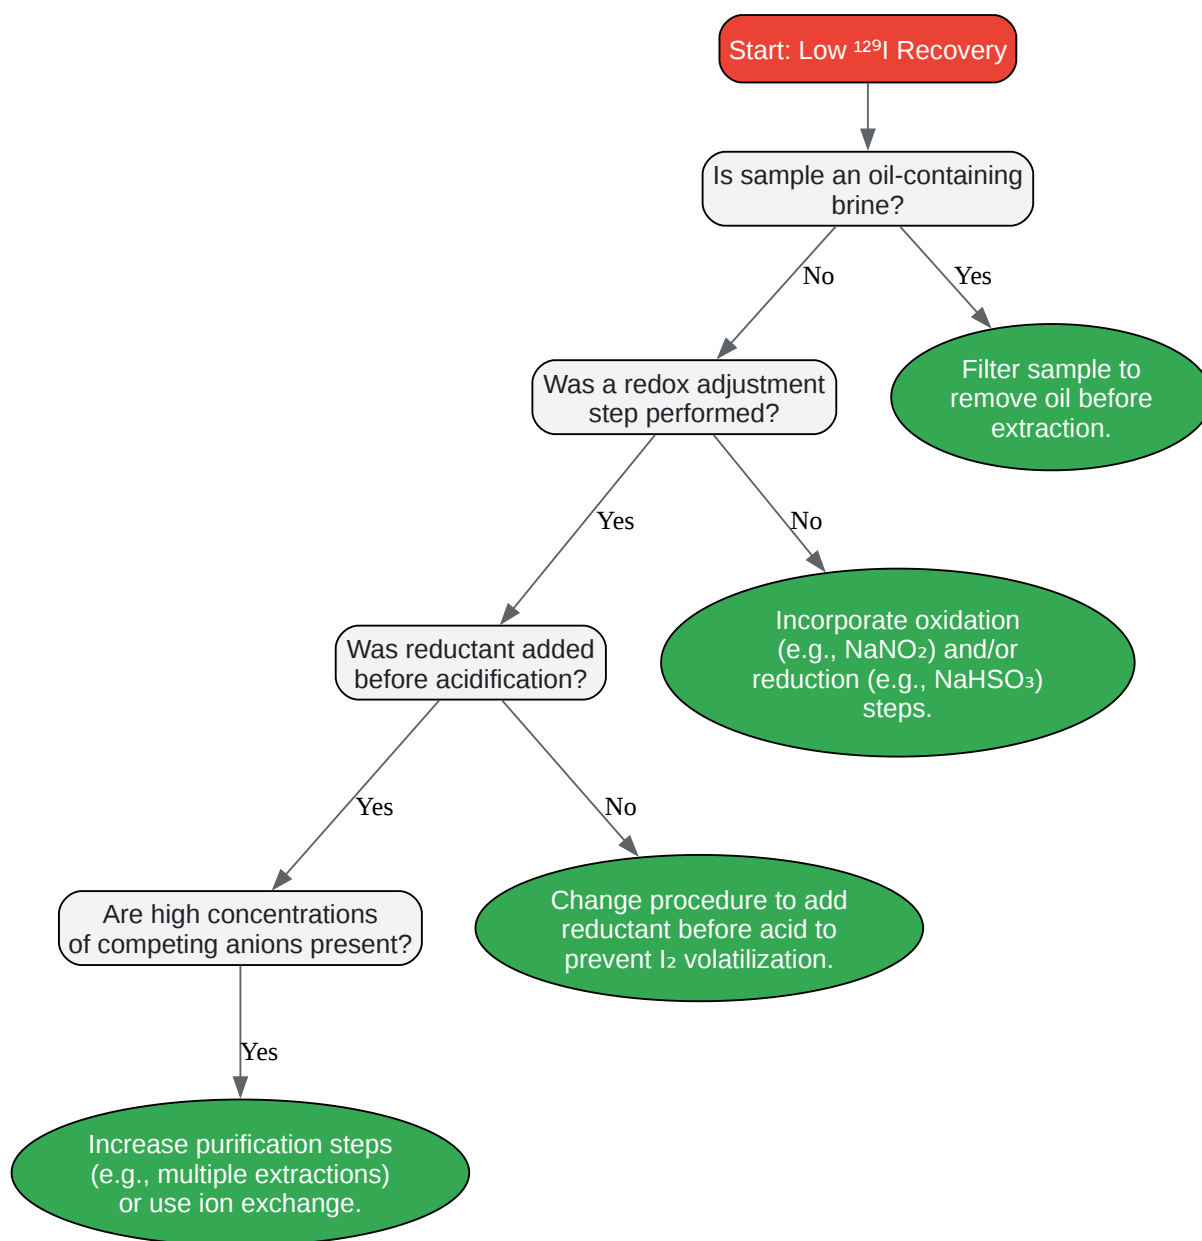 Start: Low ¹²⁹I Recovery
Is sample an oil-containing
brine?
No
Yes
Filter sample to
remove oil before
extraction.
Was a redox adjustment
step performed?
Yes
No
Incorporate oxidation
(e.g., NaNO₂) and/or
reduction (e.g., NaHSO₃)
steps.
Was reductant added
before acidification?
Yes
No
Change procedure to add
reductant before acid to
prevent I₂ volatilization.
Are high concentrations
of competing anions present?
Yes
Increase purification steps
(e.g., multiple extractions)
or use ion exchange.